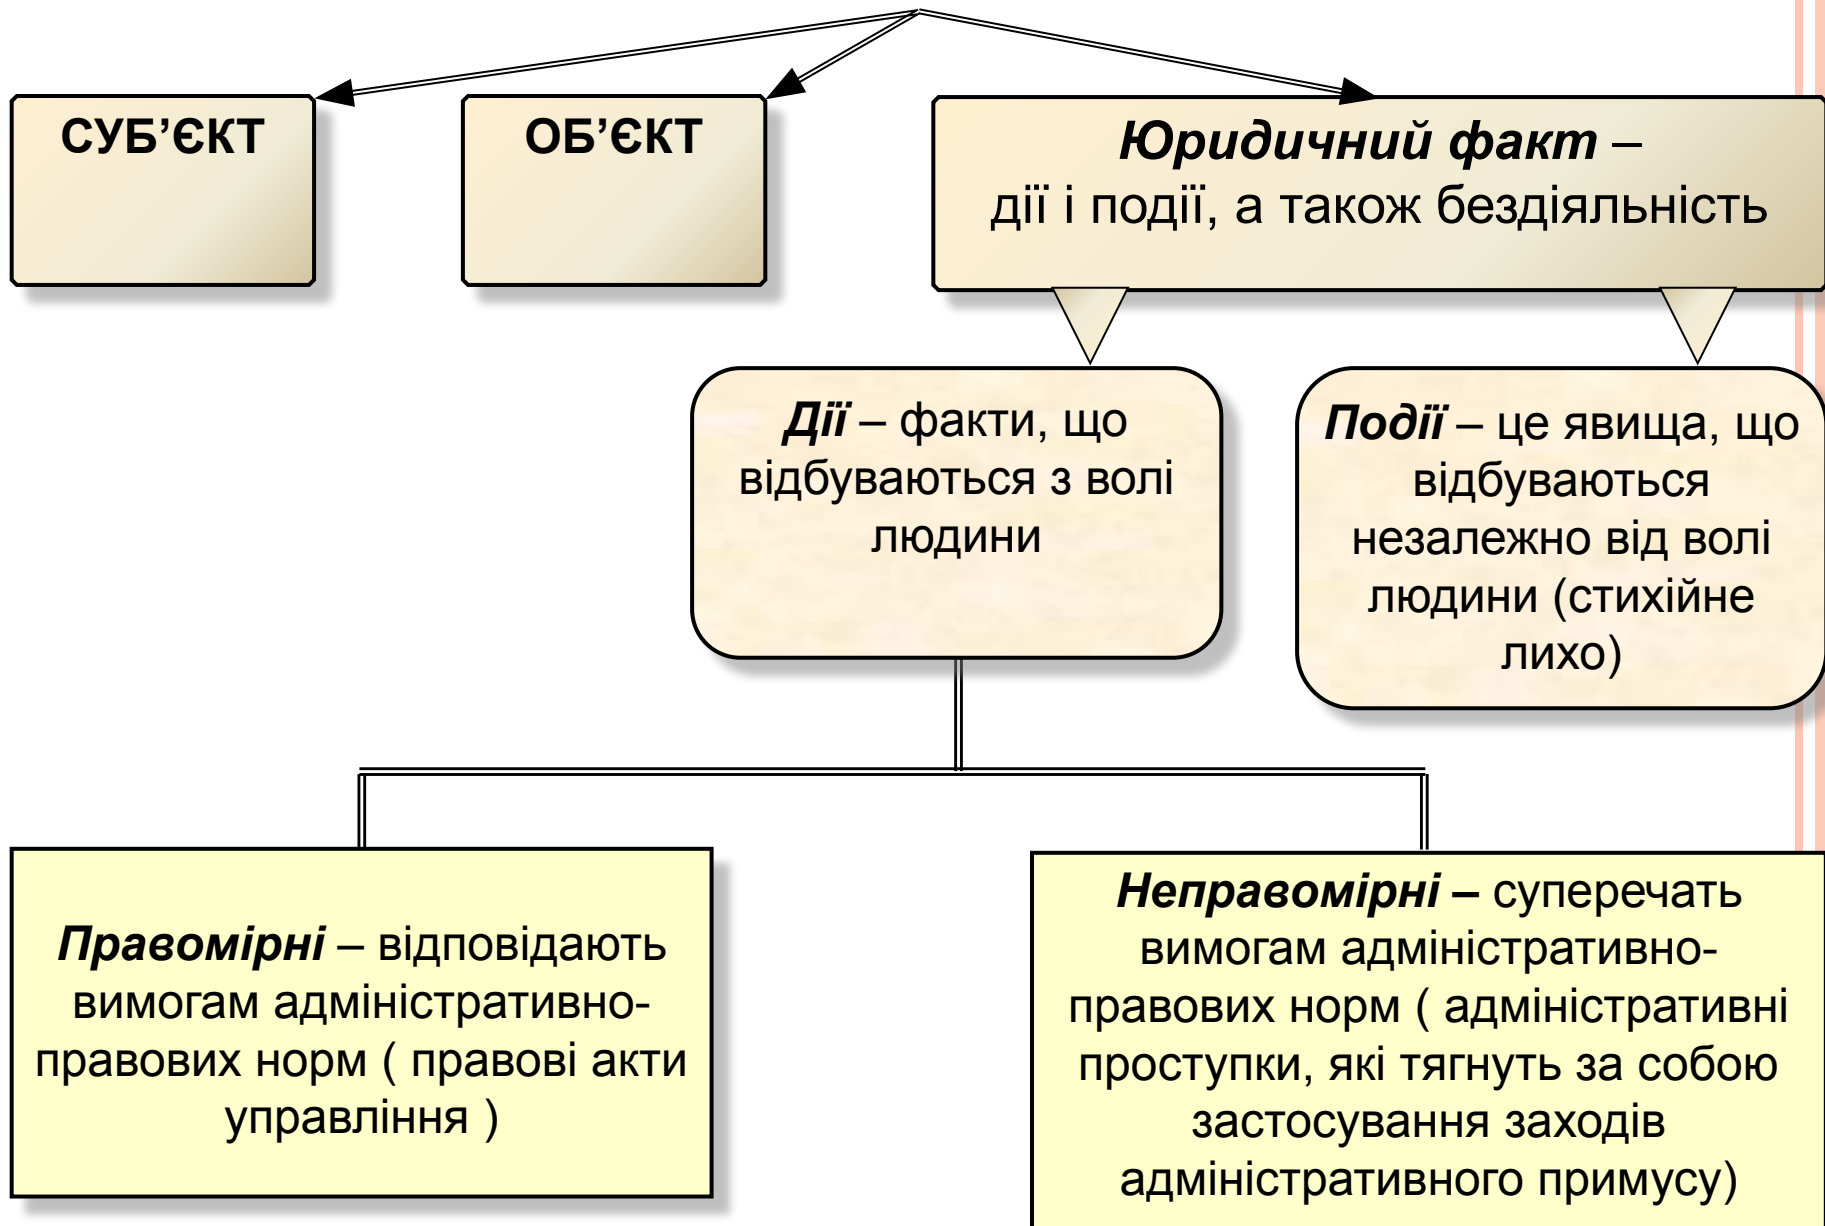 СУБ’ЄКТ
ОБ’ЄКТ
Юридичний факт –
дії і події, а також бездіяльність
Дії – факти, що
відбуваються з волі
людини
Події – це явища, що
відбуваються
незалежно від волі
людини (стихійне
лихо)
Правомірні – відповідають
вимогам адміністративно-
правових норм ( правові акти
управління )
Неправомірні – суперечать
вимогам адміністративно-
правових норм ( адміністративні
проступки, які тягнуть за собою
застосування заходів
адміністративного примусу)